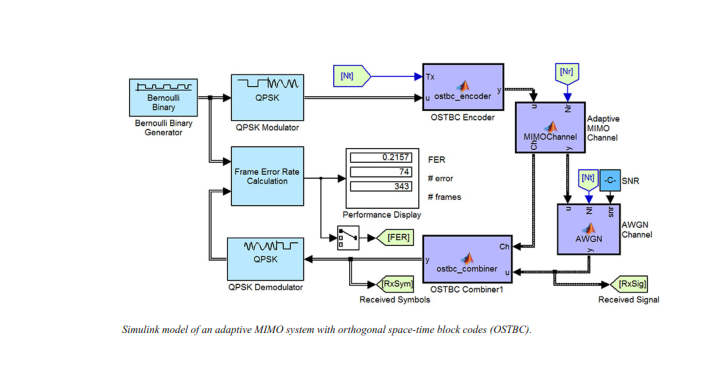 Bernoulli
Binary
Bernoulli Binary
Generator
QPSK
QPSK Modulator
[Nt]
Tx
u
ostbc_encoder
y
OSTBC Encoder
[Nr]
u
Nr
MIMOChannel
Ch
y
Adaptive
MIMO
Channel
Frame Error Rate
Calculation
0.2157
74
343
FER
# error
# frames
Performance Display
[FER]
[Nt]
-C-
SNR
u
Nt
snr
AWGN
y
AWGN
Channel
QPSK
QPSK Demodulator
y
ostbc_combiner
Ch
u
OSTBC Combiner1
[RxSym]
Received Symbols
[RxSig]
Received Signal
Simulink model of an adaptive MIMO system with orthogonal space-time block codes (OSTBC).